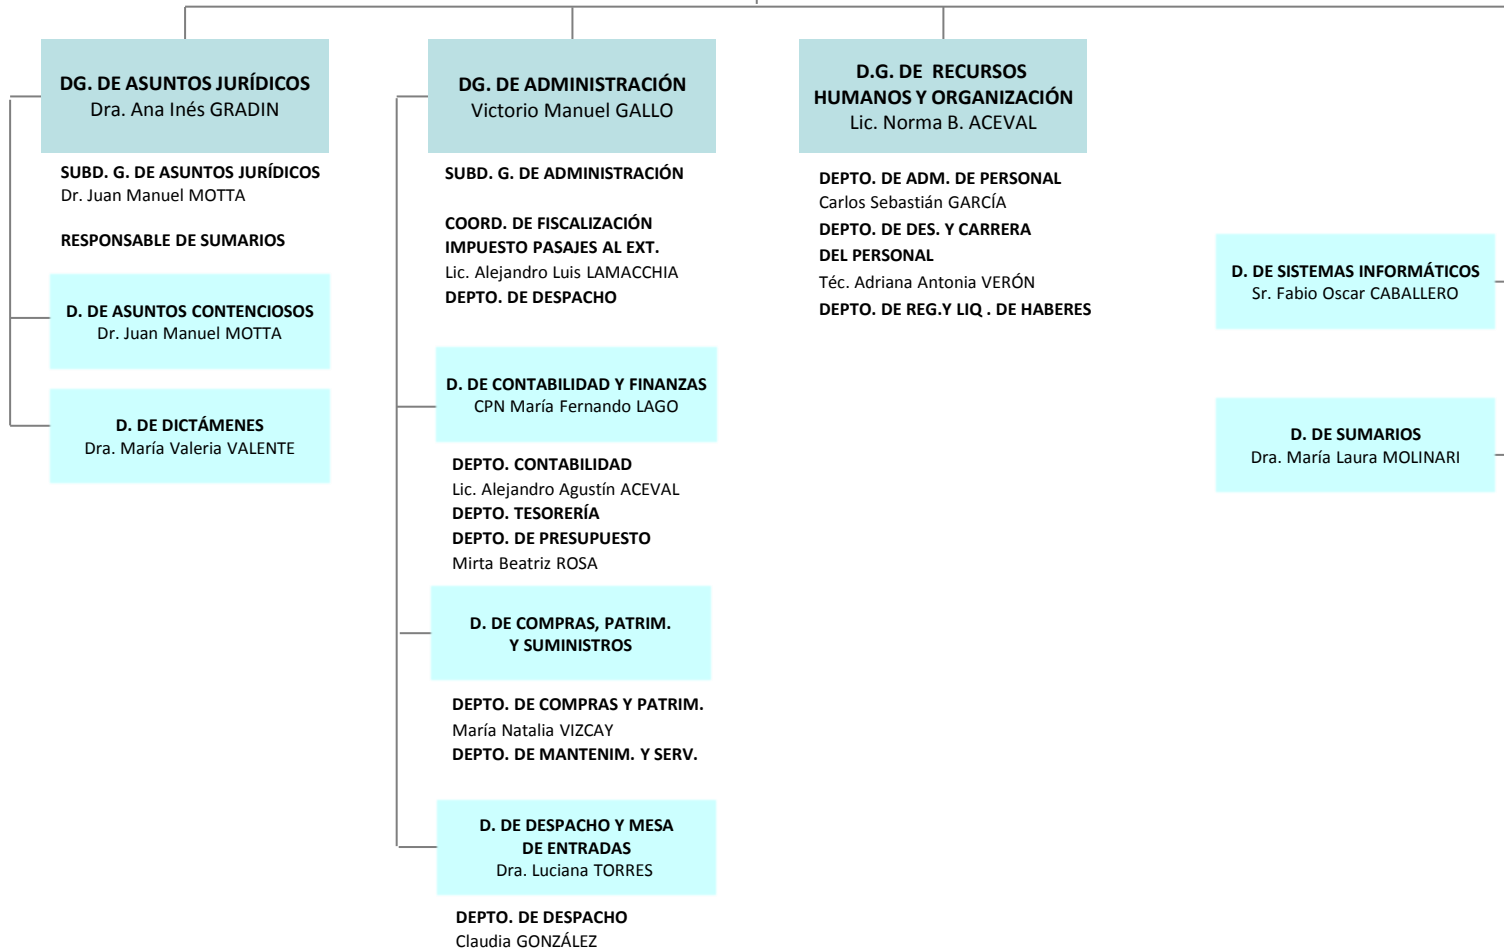 DG. DE ASUNTOS JURÍDICOS
Dra. Ana Inés GRADIN
SUBD. G. DE ASUNTOS JURÍDICOS
Dr. Juan Manuel MOTTA
RESPONSABLE DE SUMARIOS
D. DE ASUNTOS CONTENCIOSOS
Dr. Juan Manuel MOTTA
D. DE DICTÁMENES
Dra. María Valeria VALENTE
DG. DE ADMINISTRACIÓN
Victorio Manuel GALLO
SUBD. G. DE ADMINISTRACIÓN
COORD. DE FISCALIZACIÓN
IMPUESTO PASAJES AL EXT.
Lic. Alejandro Luis LAMACCHIA
DEPTO. DE DESPACHO
D. DE CONTABILIDAD Y FINANZAS
CPN María Fernando LAGO
DEPTO. CONTABILIDAD
Lic. Alejandro Agustín ACEVAL
DEPTO. TESORERÍA
DEPTO. DE PRESUPUESTO
Mirta Beatriz ROSA
D. DE COMPRAS, PATRIM.
Y SUMINISTROS
DEPTO. DE COMPRAS Y PATRIM.
María Natalia VIZCAY
DEPTO. DE MANTENIM. Y SERV.
D. DE DESPACHO Y MESA
DE ENTRADAS
Dra. Luciana TORRES
DEPTO. DE DESPACHO
Claudia GONZÁLEZ
D.G. DE RECURSOS
HUMANOS Y ORGANIZACIÓN
Lic. Norma B. ACEVAL
DEPTO. DE ADM. DE PERSONAL
Carlos Sebastián GARCÍA
DEPTO. DE DES. Y CARRERA
DEL PERSONAL
Téc. Adriana Antonia VERÓN
DEPTO. DE REG.Y LIQ . DE HABERES
D. DE SISTEMAS INFORMÁTICOS
Sr. Fabio Oscar CABALLERO
D. DE SUMARIOS
Dra. María Laura MOLINARI